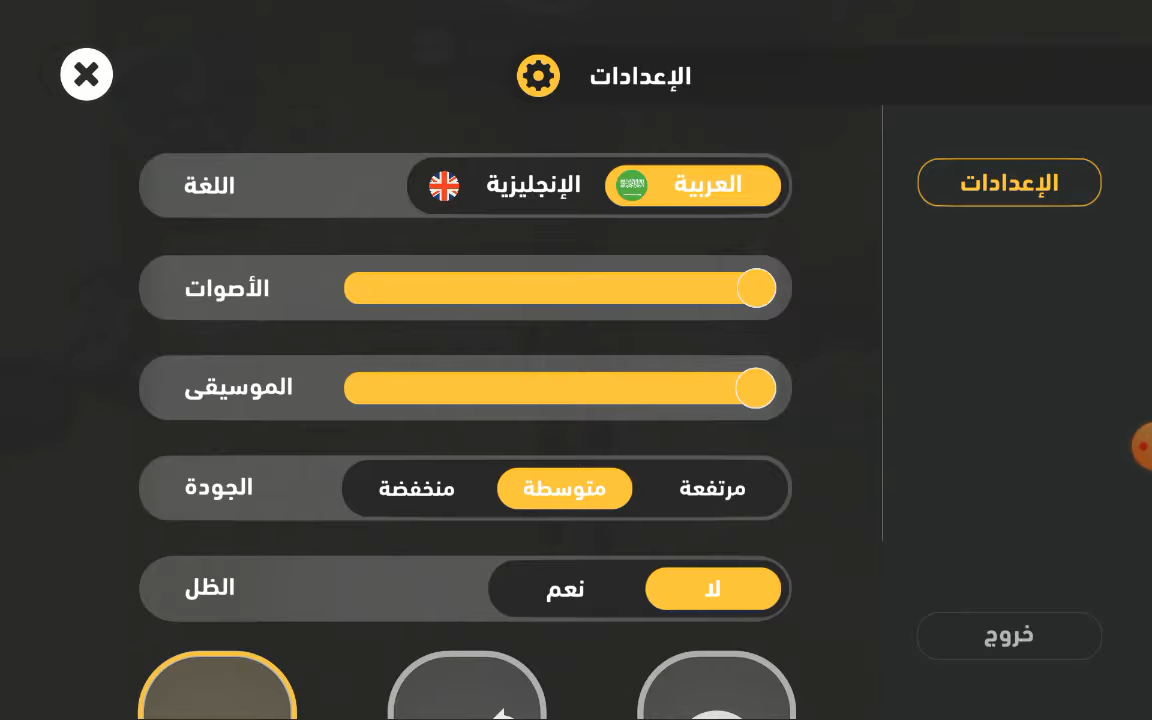 الإعدادات
الإعدادات
اللغة
العربية
الإنجليزية
الأصوات
الموسيقى
الجودة
مرتفعة
متوسطة
منخفضة
الظل
لا
نعم
خروج